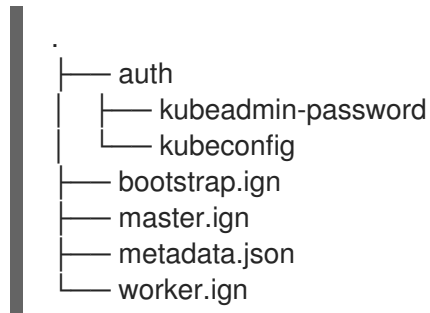 .
├── auth
│   ├── kubeadmin-password
│   └── kubeconfig
├── bootstrap.ign
├── master.ign
├── metadata.json
└── worker.ign